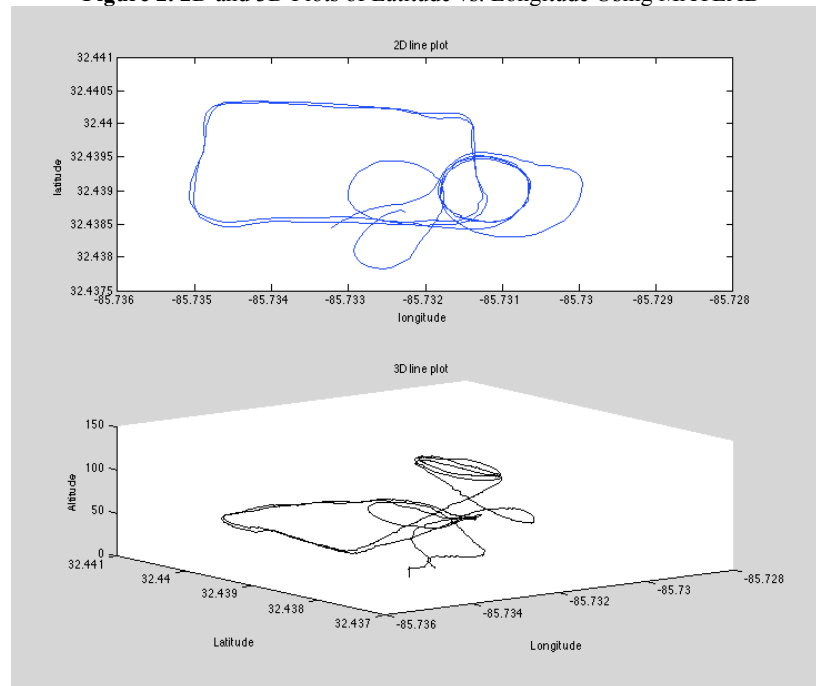 Figure 2. 2D and 3D Plots of Latitude vs. Longitude Using MATLAB
2D line plot
32.441
32.4405
32.44
32.4395
32.439
32.4385
32.438
32.4375
latitude
-85.736 -85.735 -85.734 -85.733 -85.732 -85.731 -85.73 -85.729 -85.728
longitude
3D line plot
150
100
50
0
Altitude
32.441
32.44
32.439
32.438
32.437
Latitude
-85.736
-85.734
-85.732
-85.73
-85.728
Longitude